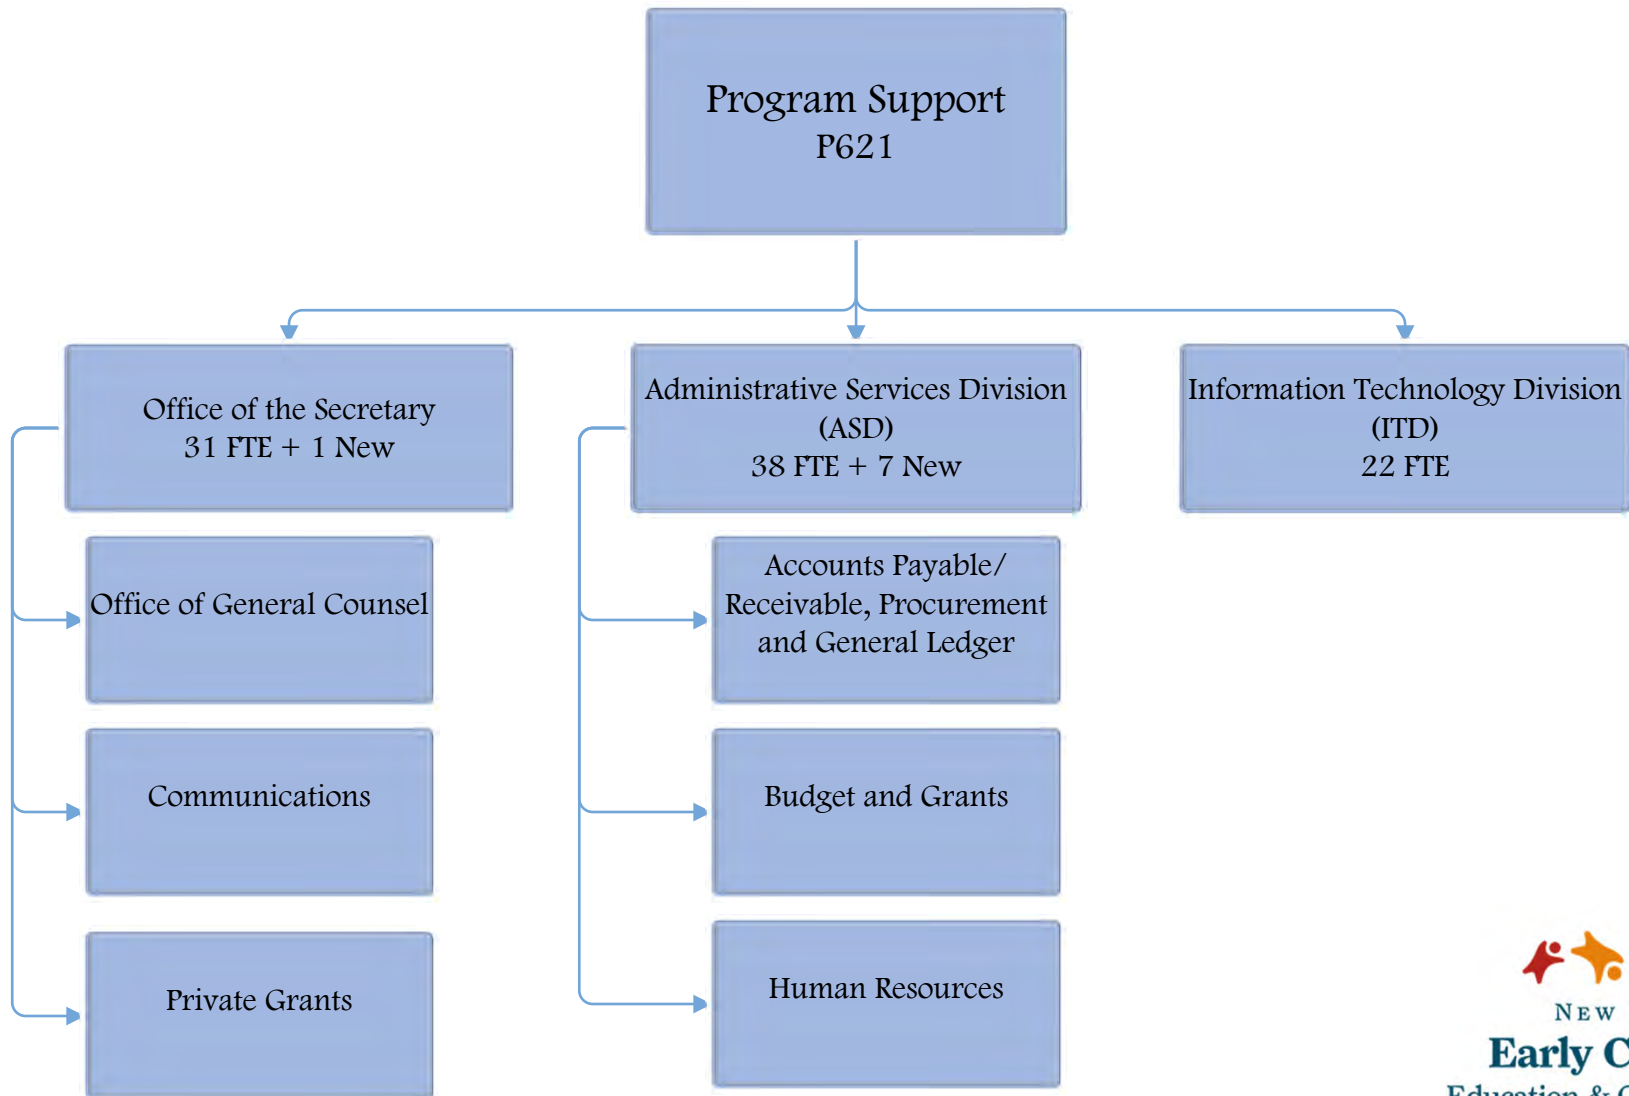 Program Support
P621
Office of the Secretary
31 FTE + 1 New
Administrative Services Division
(ASD)
38 FTE + 7 New
Information Technology Division
(ITD)
22 FTE
Office of General Counsel
Communications
Private Grants
Accounts Payable/
Receivable, Procurement
and General Ledger
Budget and Grants
Human Resources
NEW
Early C
Education &